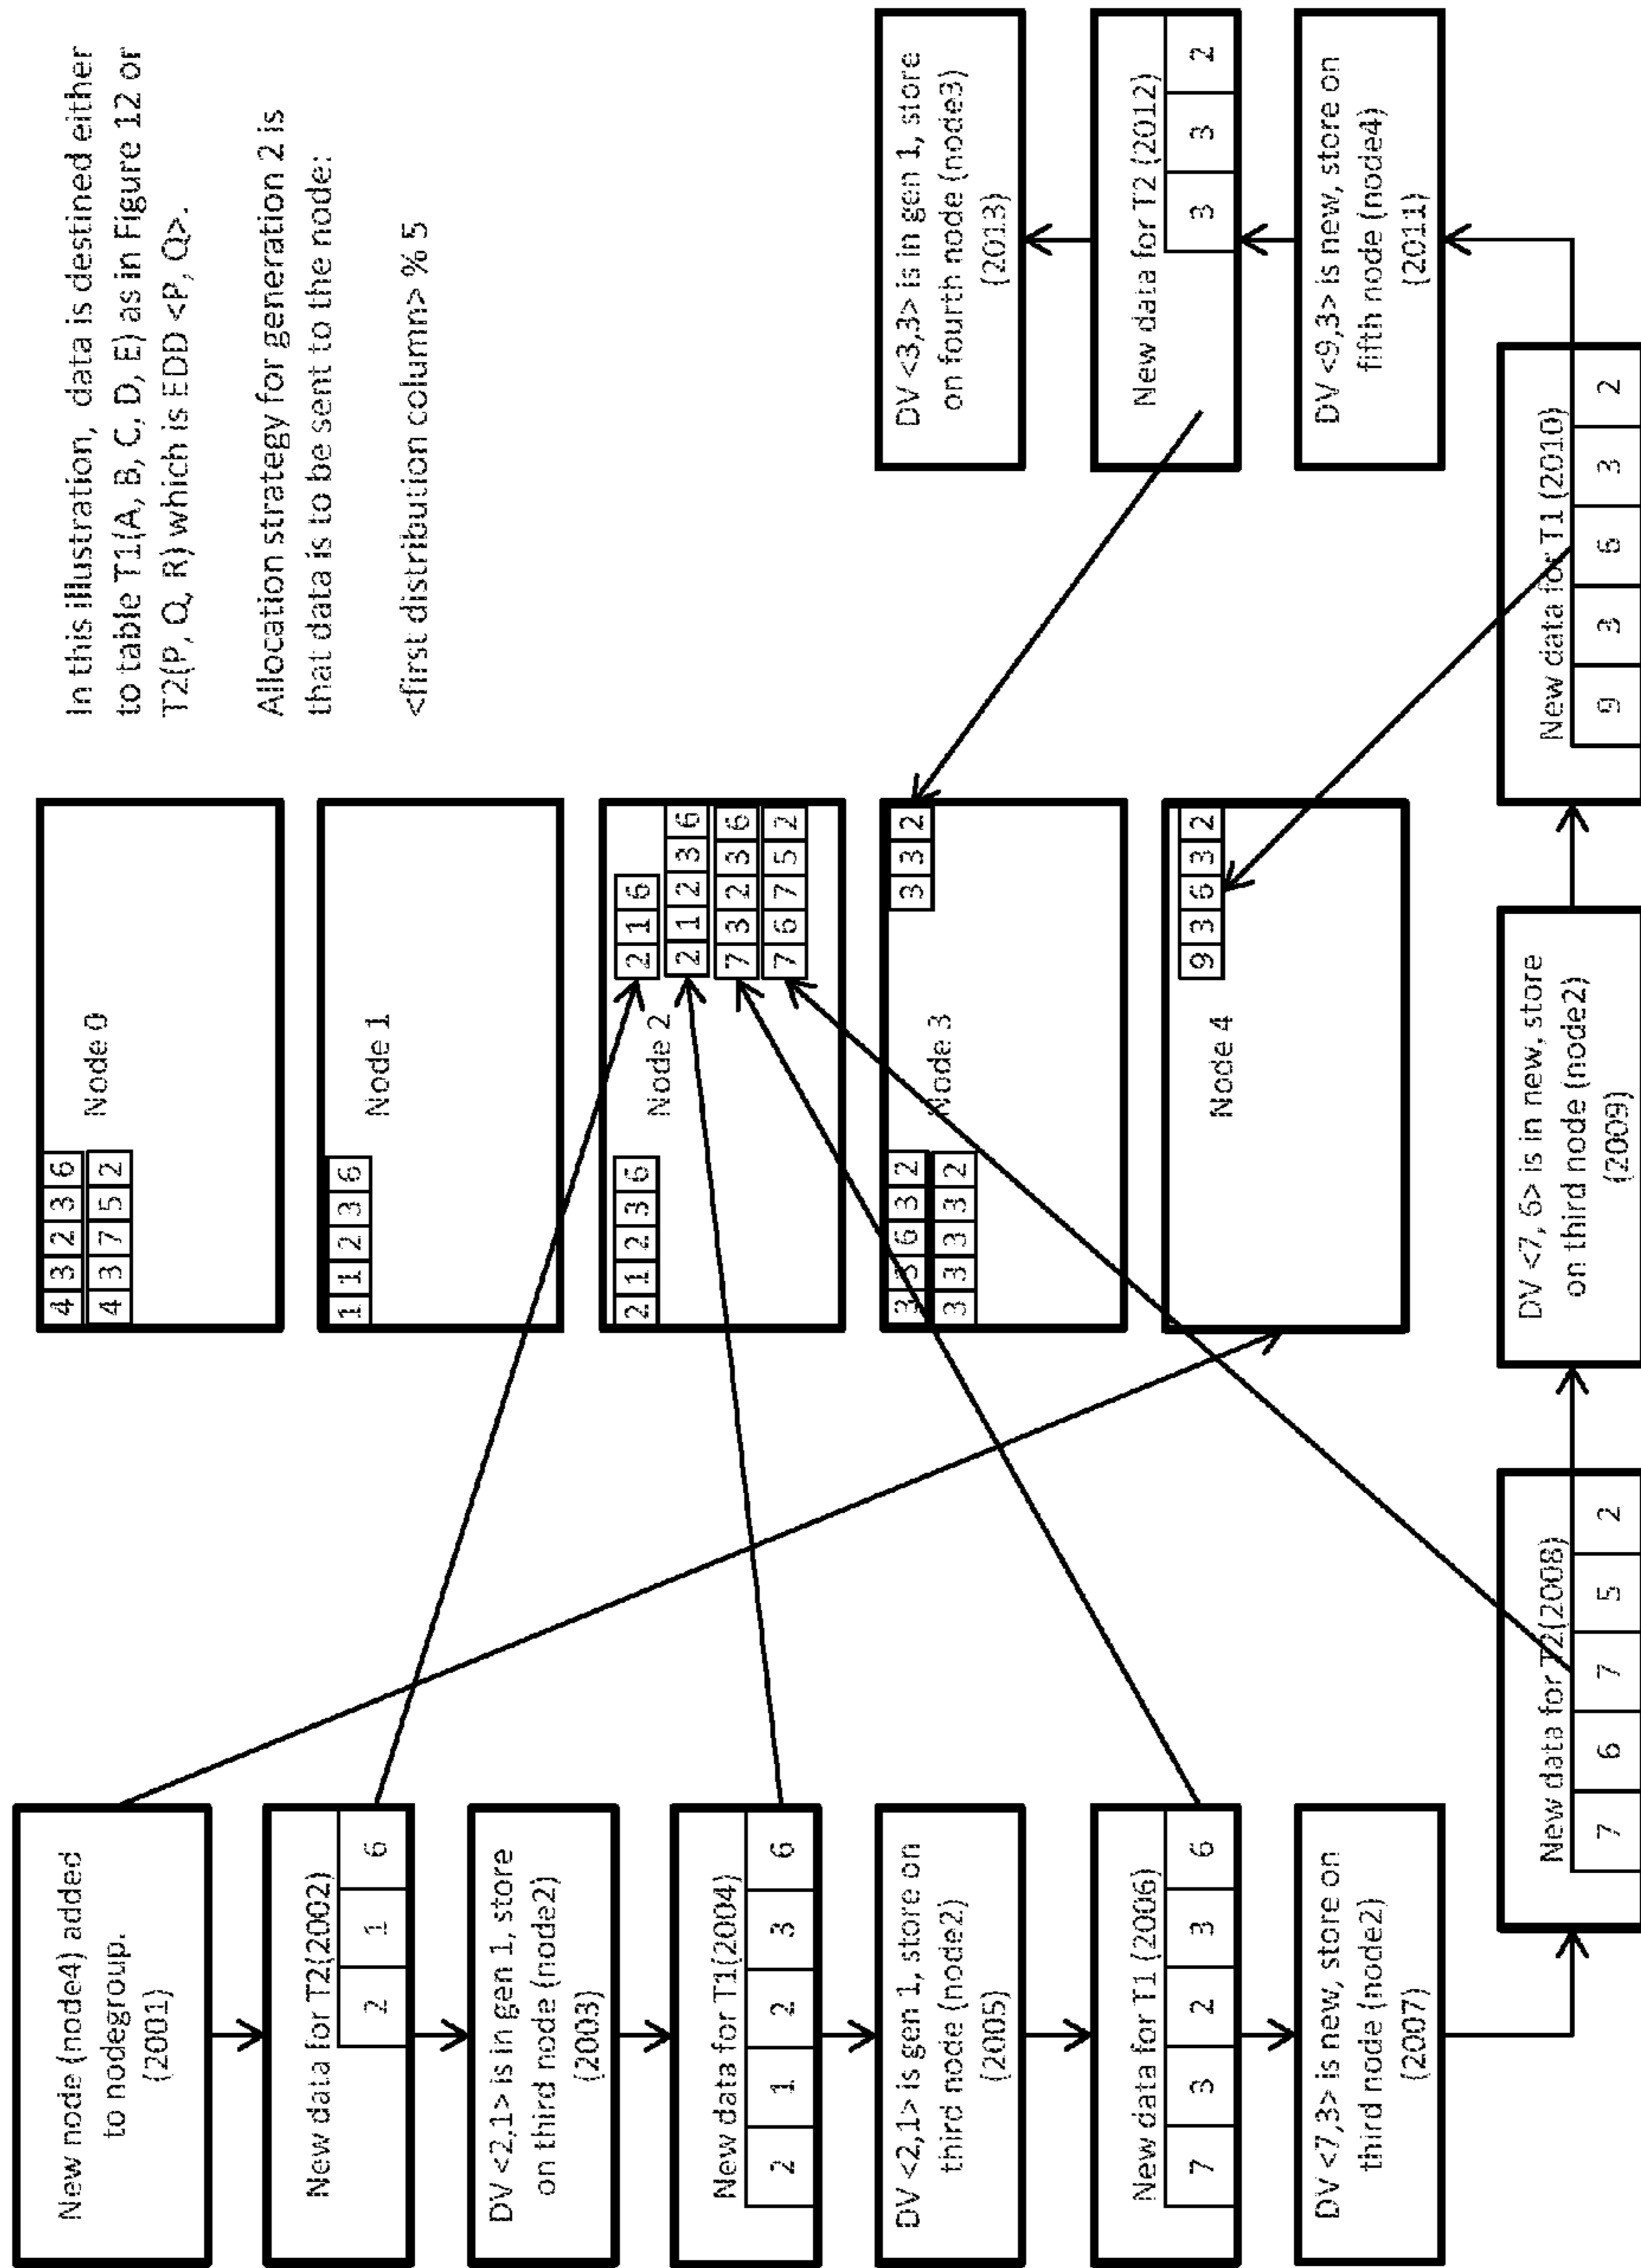 New node (node4) added
to nodegroup.
(2001)
New data for T2(2002)
2 1 6
DV <2,1> is in gen 1, store
on third node (node2)
(2003)
New data for T1(2004)
2 1 2 3 6
DV <2,1> is gen 1, store on
third node (node2)
(2005)
New data for T1 (2006)
7 3 2 3 6
DV <7,3> is new, store on
third node (node2)
(2007)
New data for T2(2008)
7 6 7 5 2
DV <7, 6> is in new, store
on third node (node2)
(2009)
New data for T1 (2010)
9 3 6 3 2
DV <9,3> is new, store on
fifth node (node4)
(2011)
New data for T2 (2012)
3 3 2
DV <3,3> is in gen 1, store
on fourth node (node3)
(2013)
4 3 2 3 6
4 3 7 5 2
Node 0
1 1 2 3 6
Node 1
2 1 2 3 6
Node 2
2 1 6
2 1 2 3 6
7 3 2 3 6
7 6 7 5 2
3 3 6 3 2
3 3 3 3 2
Node 3
3 3 2
Node 4
9 3 6 3 2
In this illustration, data is destined either
to table T1(A, B, C, D, E) as in Figure 12 or
T2(P, Q, R) which is EDD <P, Q>.
Allocation strategy for generation 2 is
that data is to be sent to the node:
<first distribution column> % 5